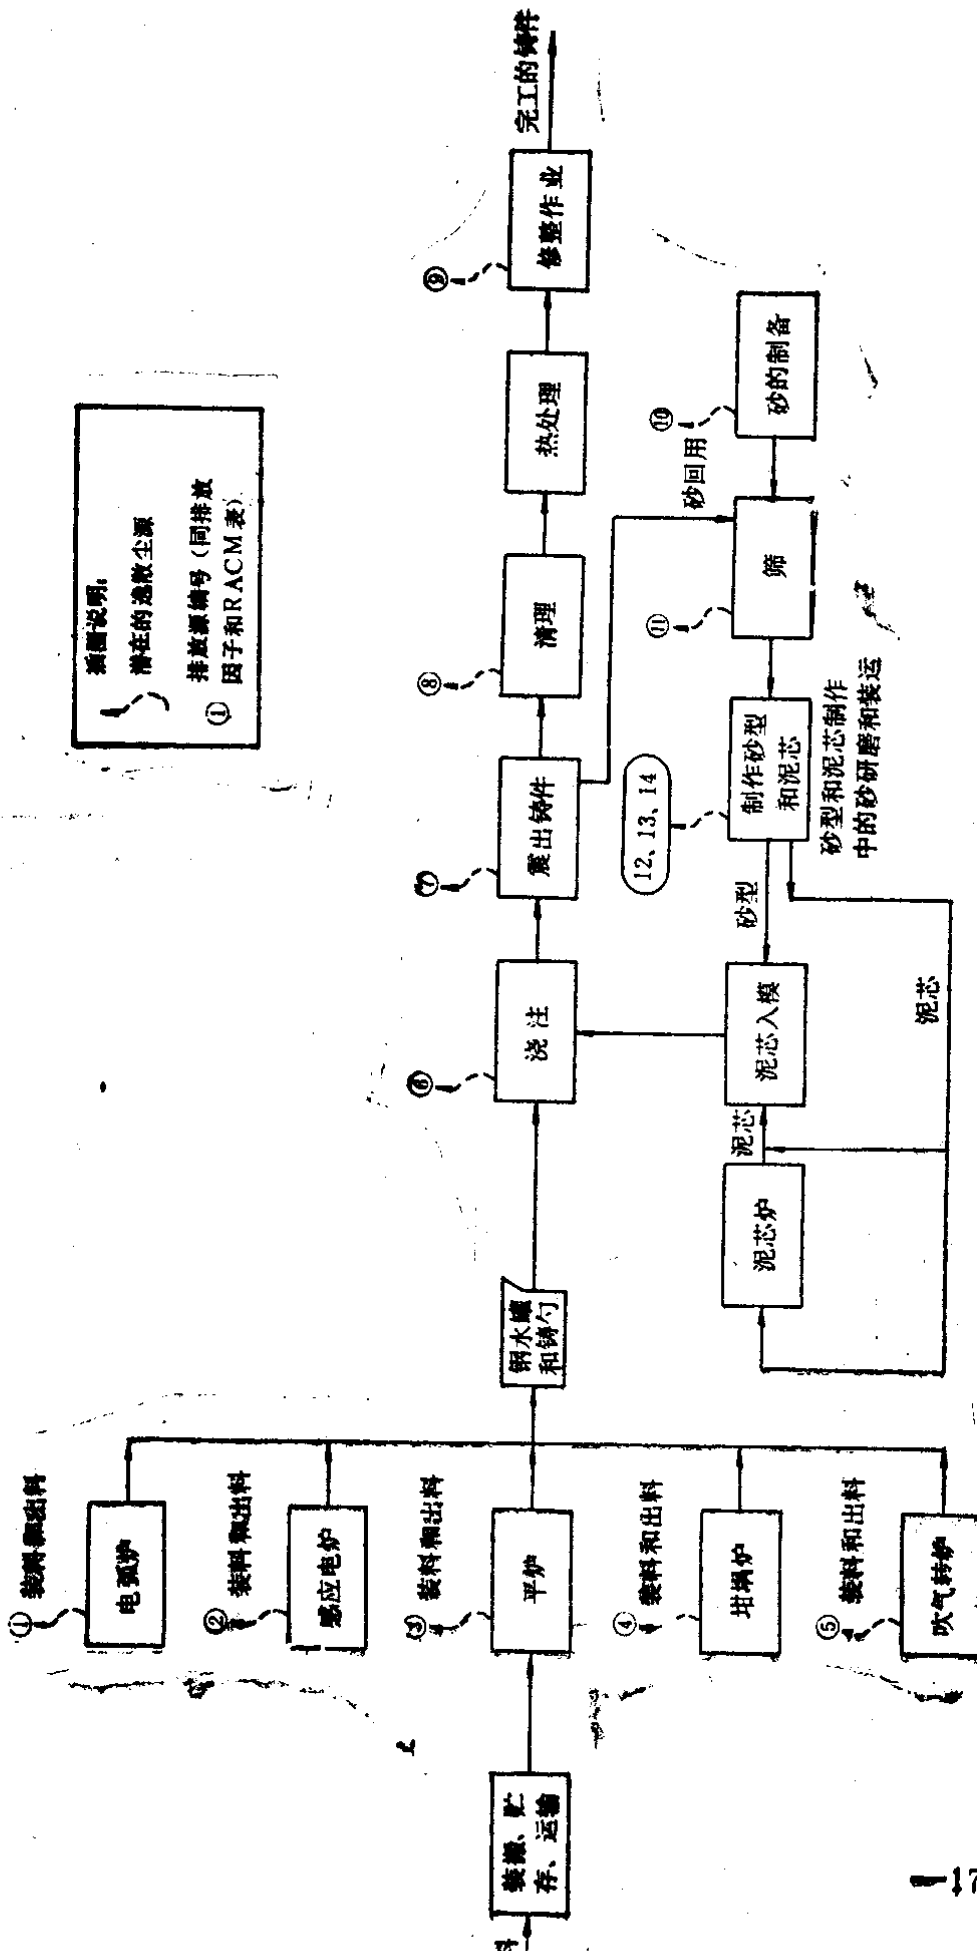 插图说明:
潜在的逸散尘源
① 排放源编号（同排放
因子和RACM表）
料
装搬、贮
存、运输
① 装料和出料
电弧炉
② 装料和出料
感应电炉
③ 装料和出料
平炉
④ 装料和出料
坩埚炉
⑤ 装料和出料
吹气转炉
钢水罐
和铸勺
⑥
浇注
⑦
震出铸件
⑧
清理
热处理
⑨
修整作业
完工的铸件
砂回用
⑩
砂的制备
⑪
筛
12、13、14
制作砂型
和泥芯
砂型和泥芯制作
中的砂研磨和装运
砂型
泥芯入模
泥芯
泥芯炉
泥芯
17